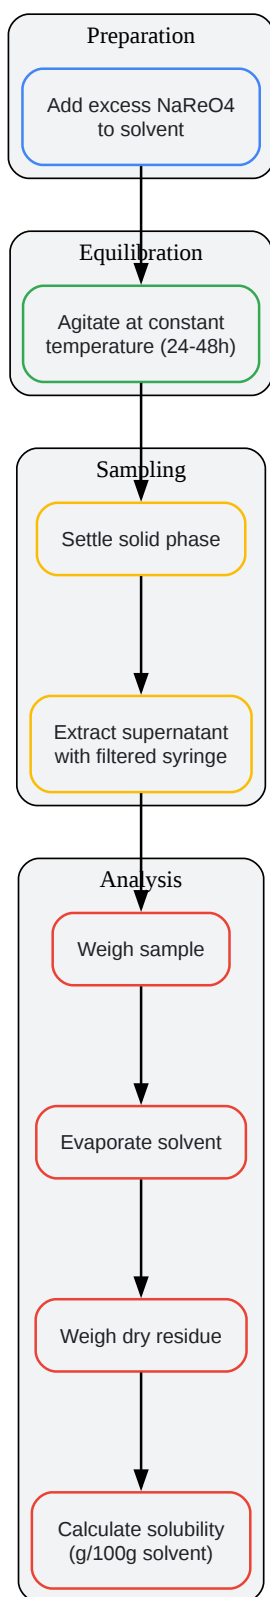 Preparation
Add excess NaReO4
to solvent
Equilibration
Agitate at constant
temperature (24-48h)
Sampling
Settle solid phase
Extract supernatant
with filtered syringe
Analysis
Weigh sample
Evaporate solvent
Weigh dry residue
Calculate solubility
(g/100g solvent)